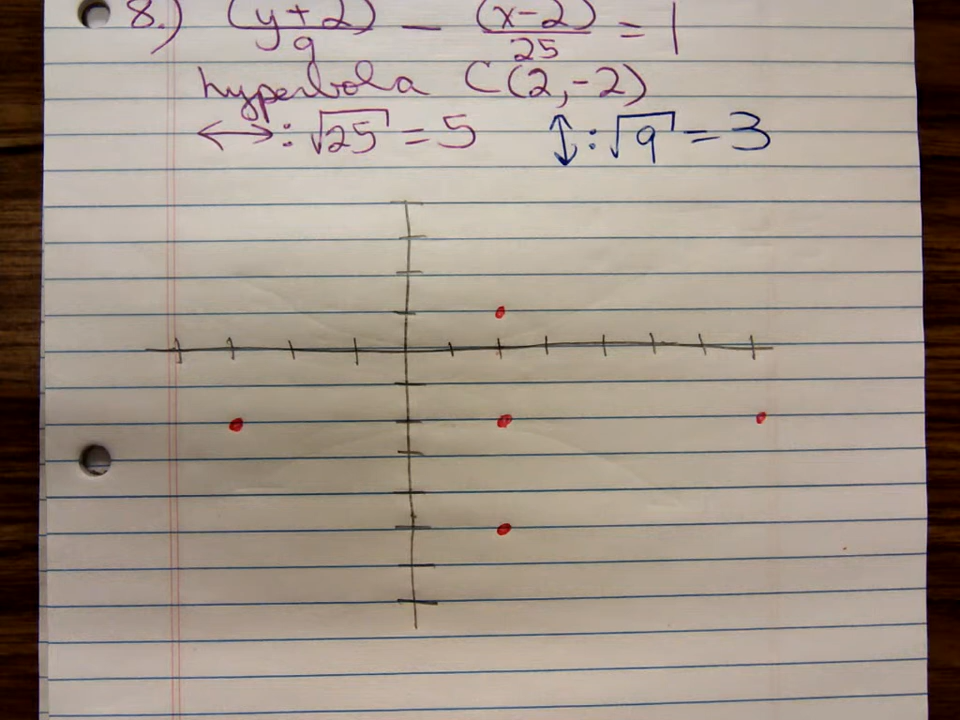 8.) (y+2)/9 - (x-2)/25 = 1
hyperbola C(2,-2)
↔:√25 = 5 ↕:√9 = 3